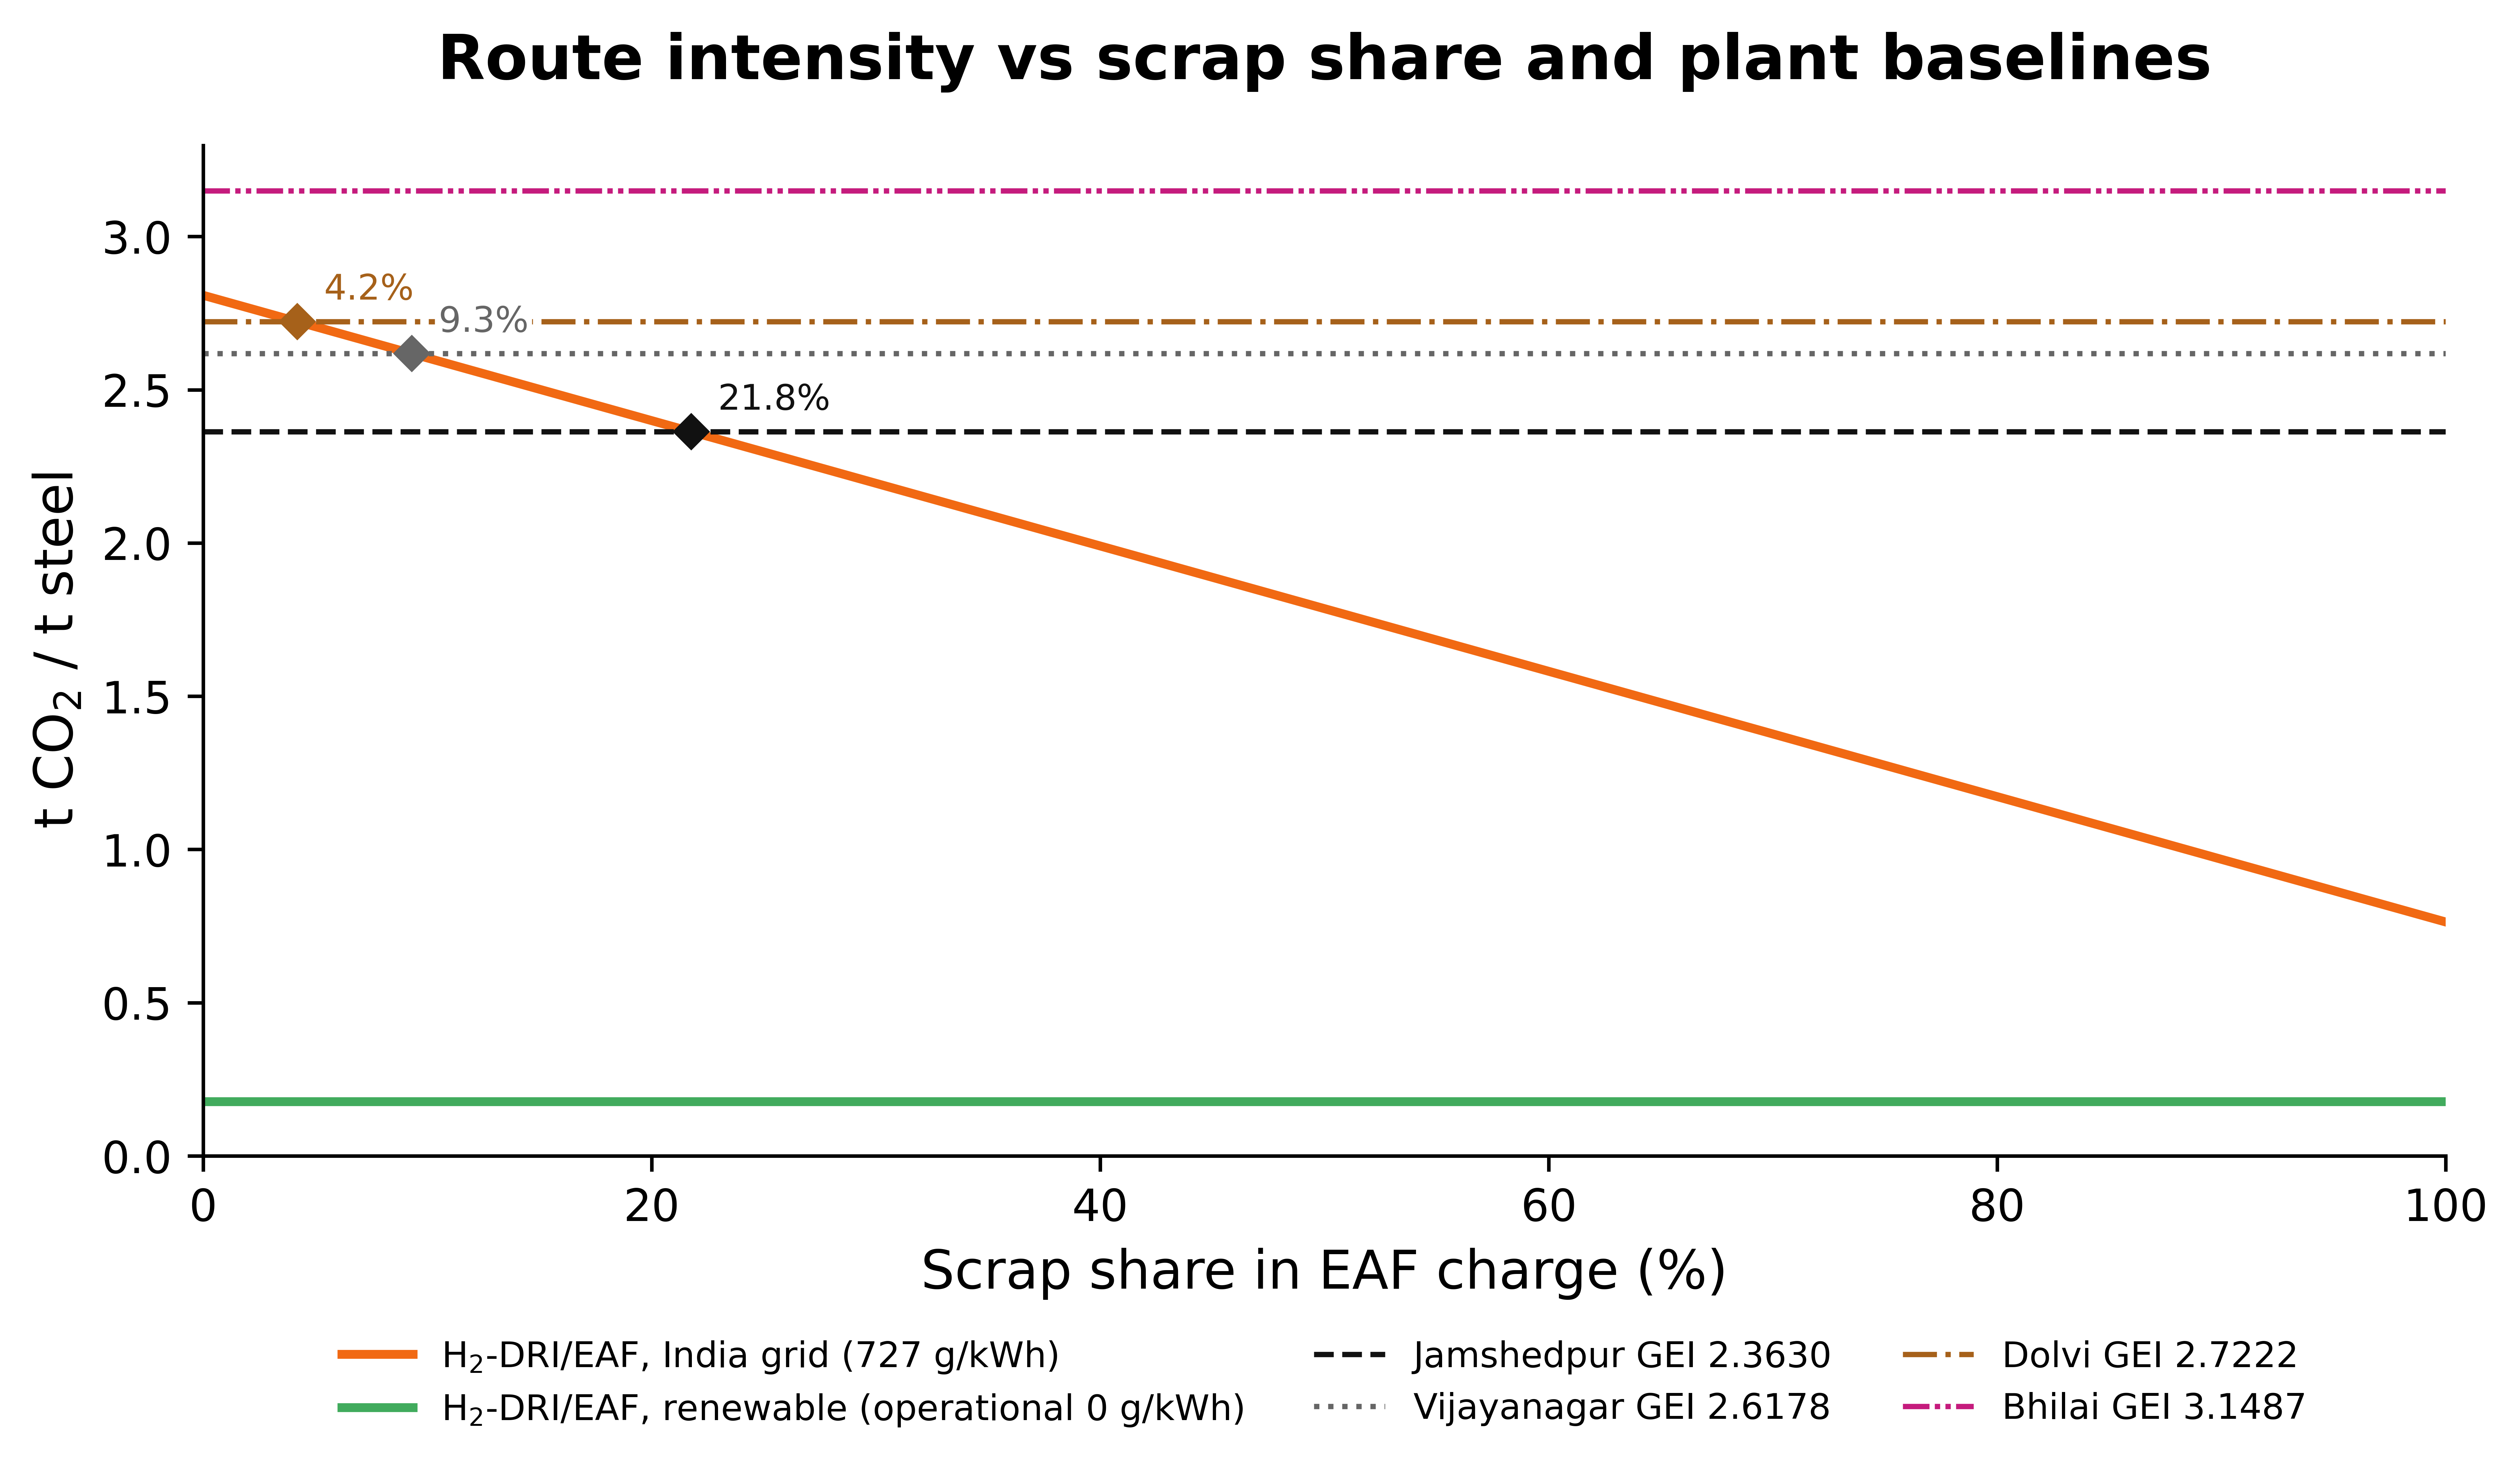 Route intensity vs scrap share and plant baselines
t CO₂ / t steel
3.0
2.5
2.0
1.5
1.0
0.5
0.0
4.2%
9.3%
21.8%
0 20 40 60 80 100
Scrap share in EAF charge (%)
H₂-DRI/EAF, India grid (727 g/kWh)
H₂-DRI/EAF, renewable (operational 0 g/kWh)
Jamshedpur GEI 2.3630
Vijayanagar GEI 2.6178
Dolvi GEI 2.7222
Bhilai GEI 3.1487